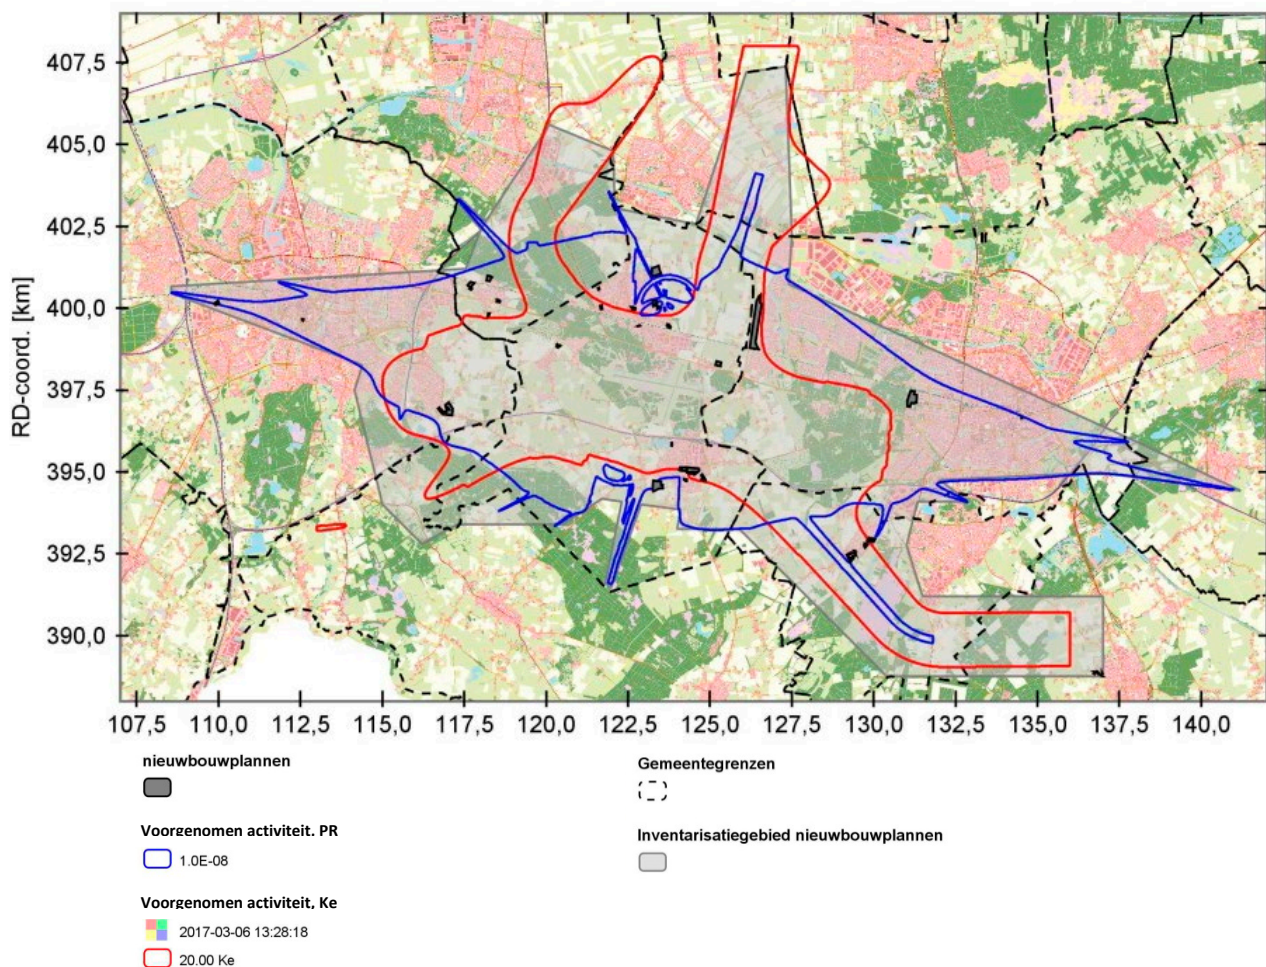 RD-coord. [km]
407,5
405,0
402,5
400,0
397,5
395,0
392,5
390,0
107,5 110,0 112,5 115,0 117,5 120,0 122,5 125,0 127,5 130,0 132,5 135,0 137,5 140,0
nieuwbouwplannen
Gemeentegrenzen
Voorgenomen activiteit. PR
Inventarisatiegebied nieuwbouwplannen
1.0E-08
Voorgenomen activiteit, Ke
2017-03-06 13:28:18
20.00 Ke